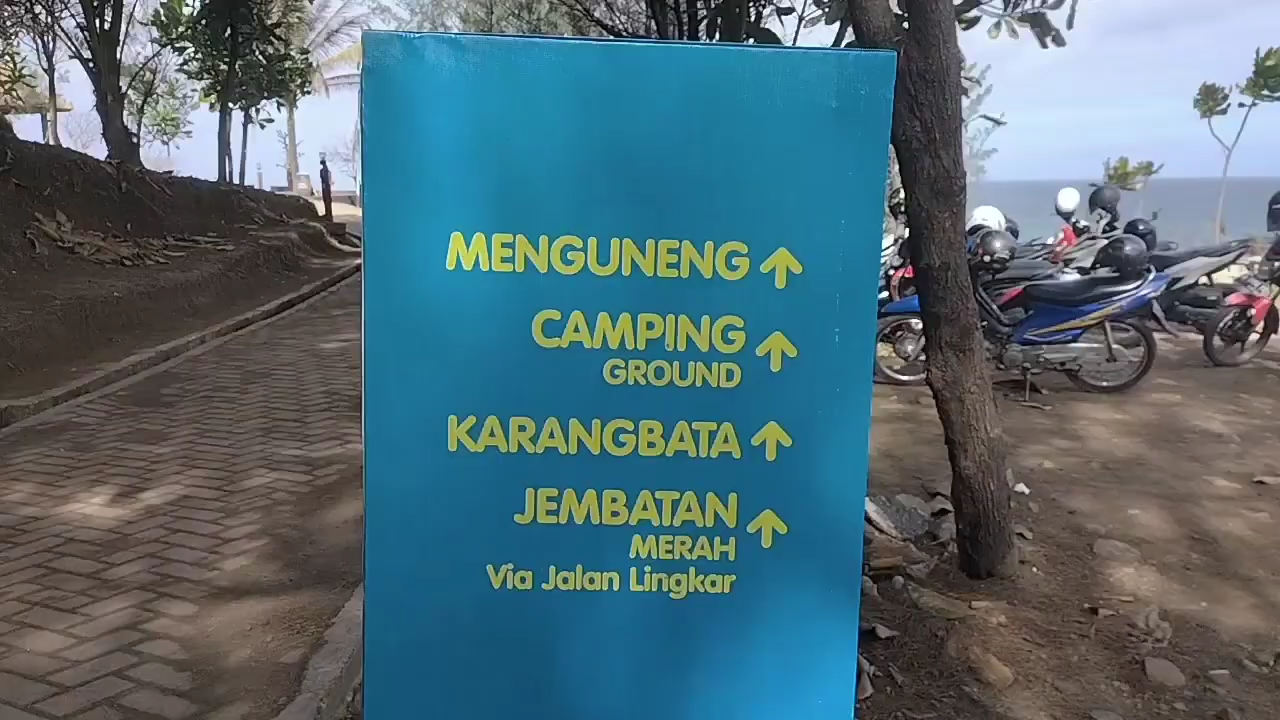 MENGUNENG ↑
CAMPING ↑
GROUND
KARANGBATA ↑
JEMBATAN ↑
MERAH
Via Jalan Lingkar